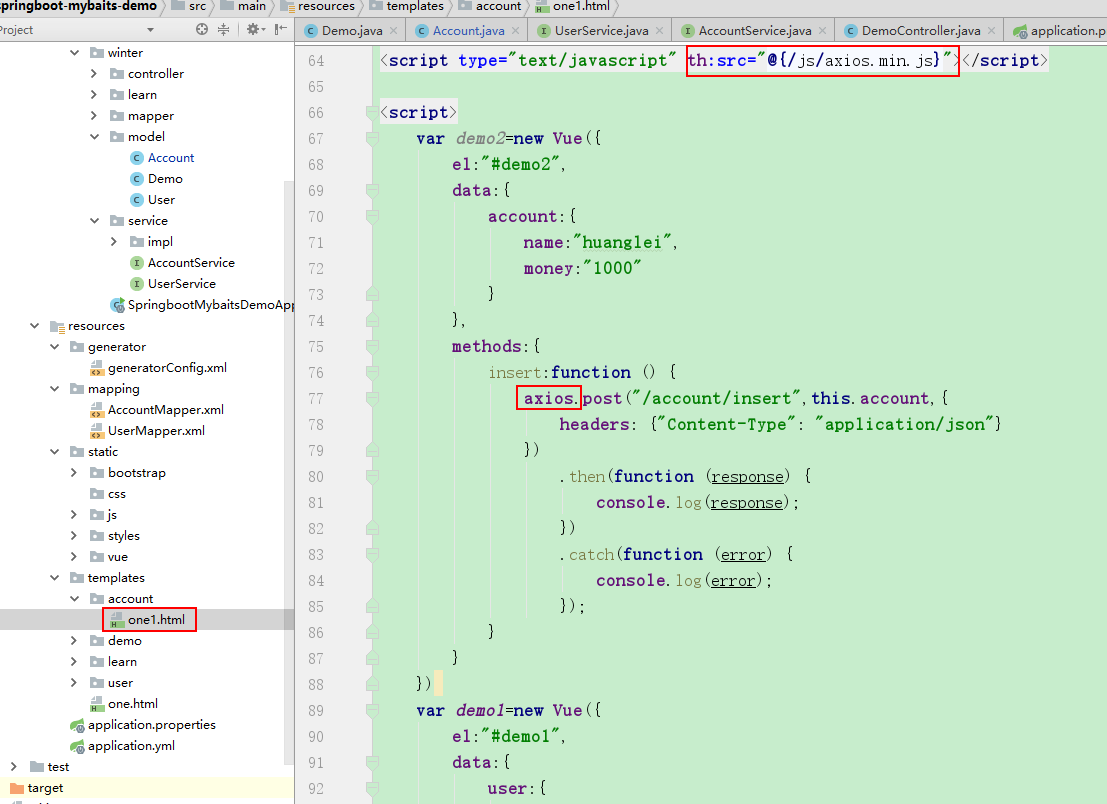 springboot-mybaits-demo src main resources templates account one1.html
Project
Demo.java Account.java UserService.java AccountService.java DemoController.java application.p
winter
controller
learn
mapper
model
Account
Demo
User
service
impl
AccountService
UserService
SpringbootMybaitsDemoApp
resources
generator
generatorConfig.xml
mapping
AccountMapper.xml
UserMapper.xml
static
bootstrap
css
js
styles
vue
templates
account
one1.html
demo
learn
user
one.html
application.properties
application.yml
test
target
64 <script type="text/javascript" th:src="@{/js/axios.min.js}"></script>
65
66 <script>
67 var demo2=new Vue({
68 el:"#demo2",
69 data:{
70 account:{
71 name:"huanglei",
72 money:"1000"
73 }
74 },
75 methods:{
76 insert:function () {
77 axios.post("/account/insert",this.account,{
78 headers: {"Content-Type": "application/json"}
79 })
80 .then(function (response) {
81 console.log(response);
82 })
83 .catch(function (error) {
84 console.log(error);
85 });
86 }
87 }
88 })
89 var demo1=new Vue({
90 el:"#demo1",
91 data:{
92 user:{